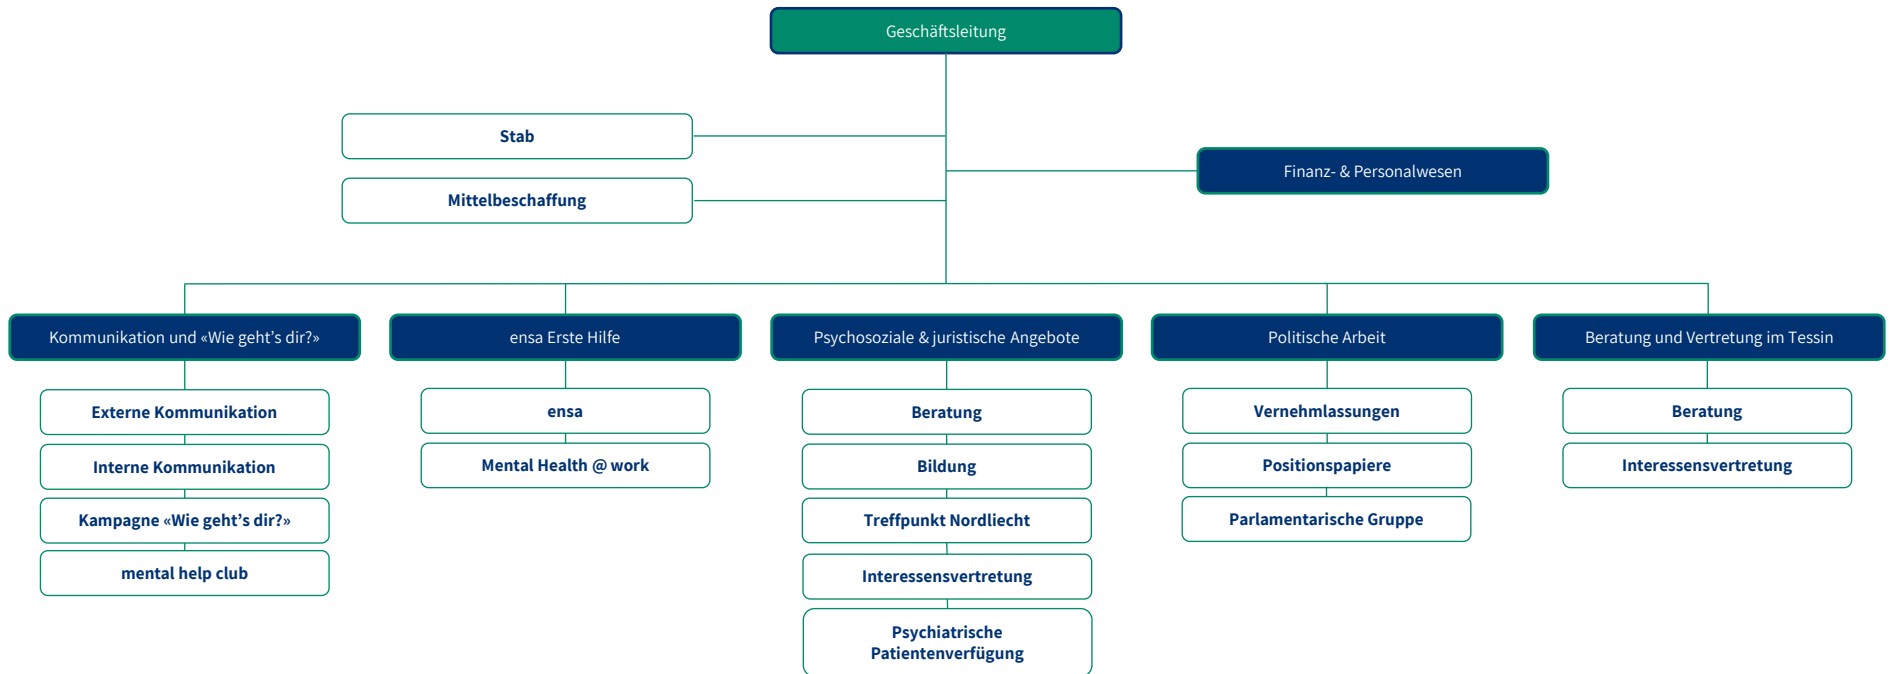 Geschäftsleitung
Stab
Finanz- & Personalwesen
Mittelbeschaffung
Kommunikation und «Wie geht’s dir?»
Externe Kommunikation
Interne Kommunikation
Kampagne «Wie geht’s dir?»
mental help club
ensa Erste Hilfe
ensa
Mental Health @ work
Psychosoziale & juristische Angebote
Beratung
Bildung
Treffpunkt Nordliecht
Interessensvertretung
Psychiatrische
Patientenverfügung
Politische Arbeit
Vernehmlassungen
Positionspapiere
Parlamentarische Gruppe
Beratung und Vertretung im Tessin
Beratung
Interessensvertretung